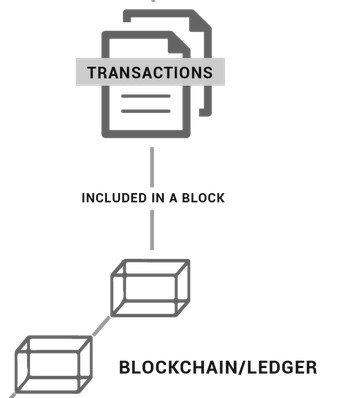 TRANSACTIONS
INCLUDED IN A BLOCK
BLOCKCHAIN/LEDGER